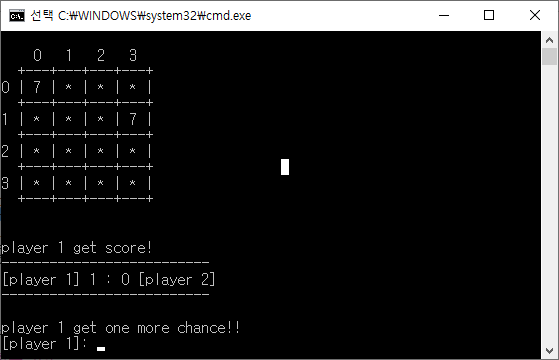 선택 C:₩WINDOWS₩system32₩cmd.exe
    0   1   2   3
  +---+---+---+---+
0 | 7 | * | * | * |
  +---+---+---+---+
1 | * | * | * | 7 |
  +---+---+---+---+
2 | * | * | * | * |
  +---+---+---+---+
3 | * | * | * | * |
  +---+---+---+---+
player 1 get score!
--------------------------
[player 1] 1 : 0 [player 2]
--------------------------
player 1 get one more chance!!
[player 1]: